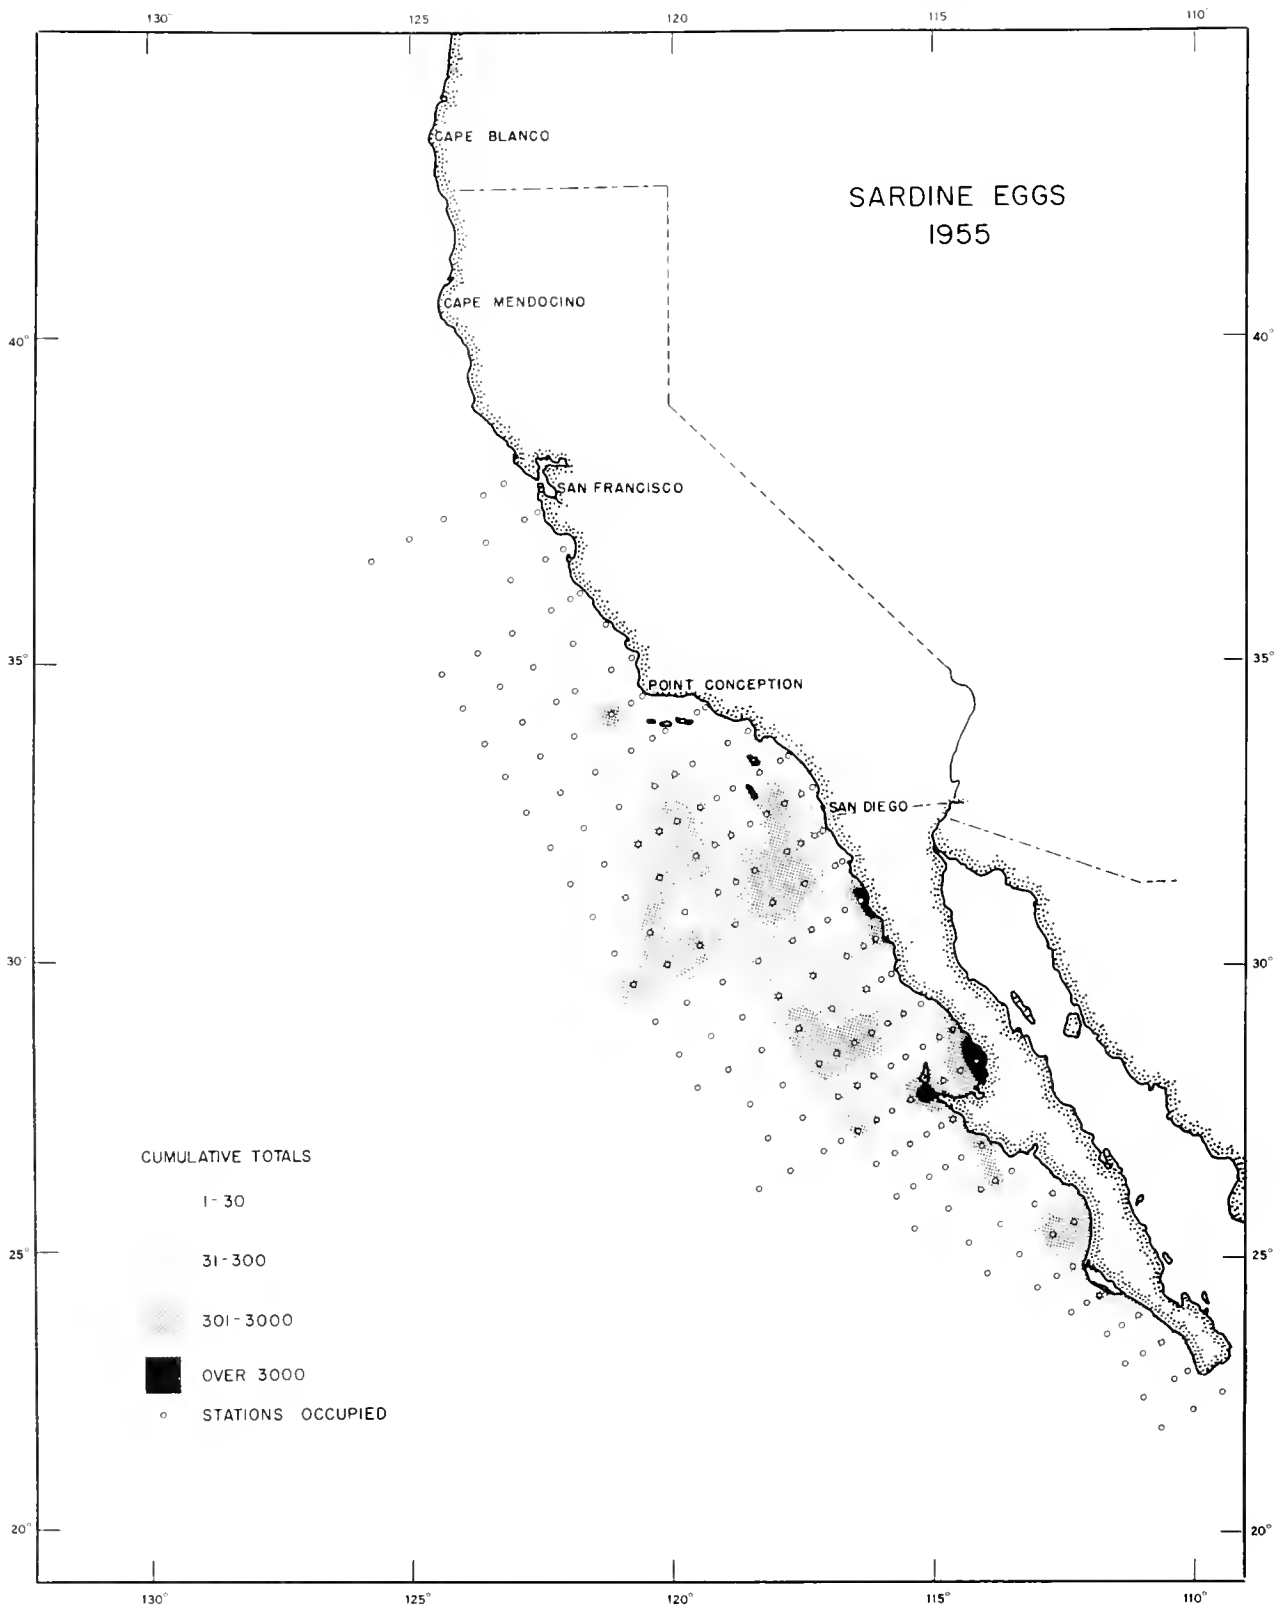 130° 125 120 115 110°
CAPE BLANCO
SARDINE EGGS
1955
CAPE MENDOCINO
40° 40°
SAN FRANCISCO
35° 35°
POINT CONCEPTION
SAN DIEGO
30° 30°
CUMULATIVE TOTALS
1-30
31-300
25° 25°
301-3000
OVER 3000
STATIONS OCCUPIED
20° 20°
130° 125° 120° 115° 110°